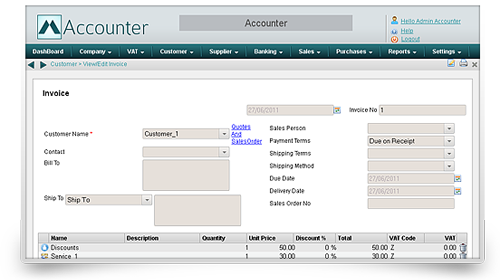 Accounter
Accounter
Hello Admin Accounter
Help
Logout
DashBoard Company VAT Customer Supplier Banking Sales Purchases Reports Settings
Customer > View/Edit Invoice
Invoice
27/06/2011 Invoice No 1
Customer Name * Customer_1 Quotes And SalesOrder
Sales Person
Payment Terms Due on Receipt
Contact
Shipping Terms
Bill To
Shipping Method
Due Date 27/06/2011
Delivery Date 27/06/2011
Ship To Ship To
Sales Order No
Name Description Quantity Unit Price Discount % Total VAT Code VAT
Discounts 1 50.00 0 % 50.00 Z 0.00
Service_1 1 30.00 0 % 30.00 Z 0.00